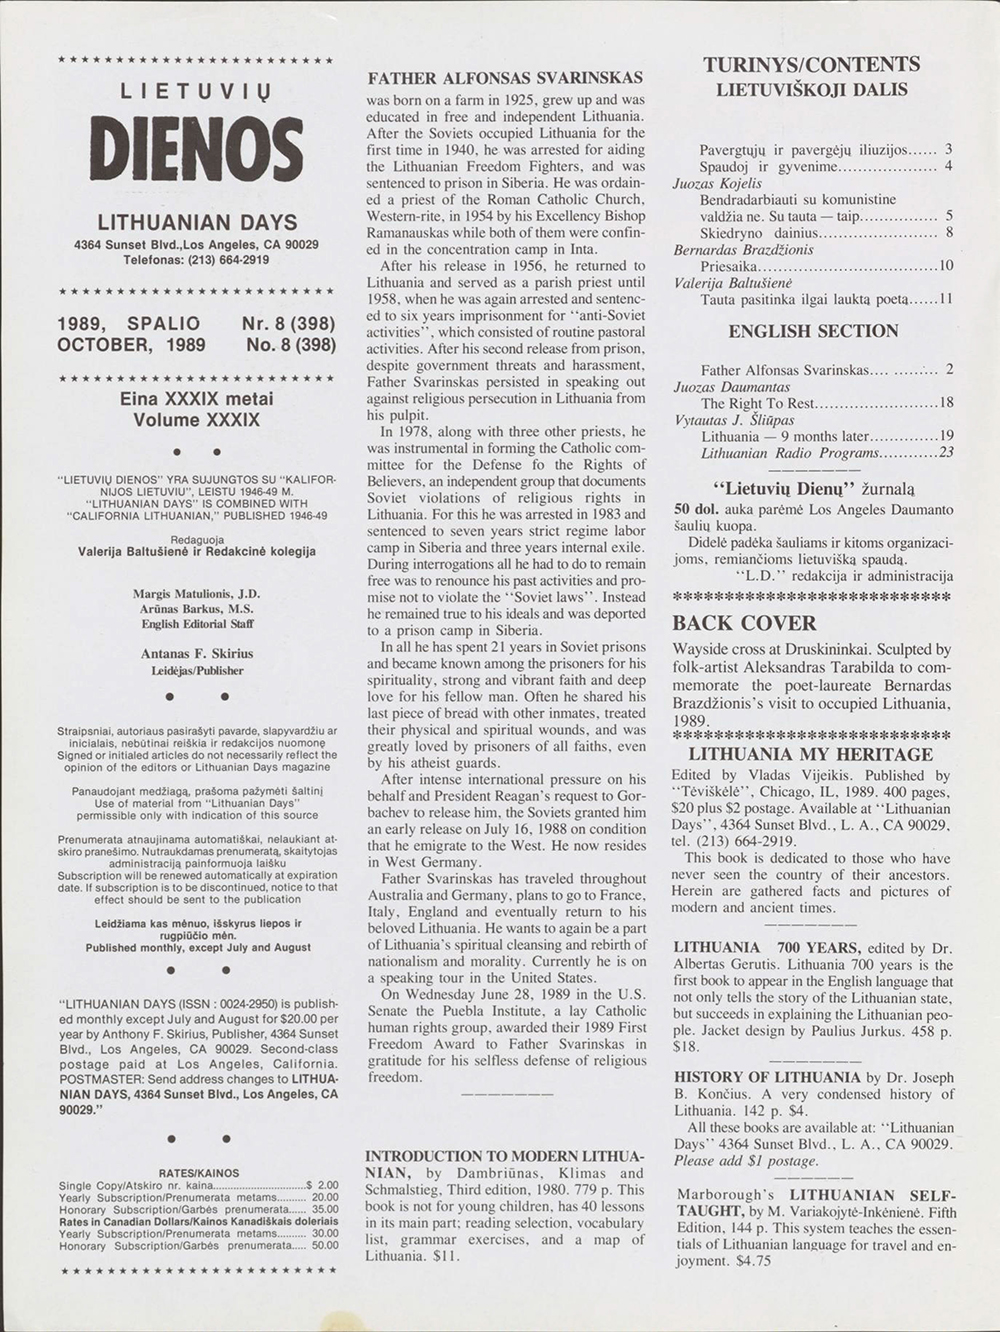 ★★★★★★★★★★★★★★★★★★★★★★★★
LIETUVIŲ
DIENOS
LITHUANIAN DAYS
4364 Sunset Blvd.,Los Angeles, CA 90029
Telefonas: (213) 664-2919
★★★★★★★★★★★★★★★★★★★★★★★★
1989, SPALIO Nr. 8 (398)
OCTOBER, 1989 No. 8 (398)
★★★★★★★★★★★★★★★★★★★★★★★★
Eina XXXIX metai
Volume XXXIX
• •
"LIETUVIŲ DIENOS" YRA SUJUNGTOS SU "KALIFOR-
NIJOS LIETUVIU", LEISTU 1946-49 M.
"LITHUANIAN DAYS" IS COMBINED WITH
"CALIFORNIA LITHUANIAN," PUBLISHED 1946-49
Redaguoja
Valerija Baltušienė ir Redakcinė kolegija
Margis Matulionis, J.D.
Arūnas Barkus, M.S.
English Editorial Staff
Antanas F. Skirius
Leidėjas/Publisher
• •
Straipsniai, autoriaus pasirašyti pavarde, slapyvardžiu ar
inicialais, nebūtinai reiškia ir redakcijos nuomonę
Signed or initialed articles do not necessarily reflect the
opinion of the editors or Lithuanian Days magazine
Panaudojant medžiagą, prašoma pažymėti šaltinį
Use of material from "Lithuanian Days"
permissible only with indication of this source
Prenumerata atnaujinama automatiškai, nelaukiant at-
skiro pranešimo. Nutraukdamas prenumeratą, skaitytojas
administraciją painformuoja laišku
Subscription will be renewed automatically at expiration
date. If subscription is to be discontinued, notice to that
effect should be sent to the publication
Leidžiama kas mėnuo, išskyrus liepos ir
rugpiūčio mėn.
Published monthly, except July and August
• •
"LITHUANIAN DAYS (ISSN : 0024-2950) is publish-
ed monthly except July and August for $20.00 per
year by Anthony F. Skirius, Publisher, 4364 Sunset
Blvd., Los Angeles, CA 90029. Second-class
postage paid at Los Angeles, California.
POSTMASTER: Send address changes to LITHUA-
NIAN DAYS, 4364 Sunset Blvd., Los Angeles, CA
90029."
• •
RATES/KAINOS
Single Copy/Atskiro nr. kaina..............................$ 2.00
Yearly Subscription/Prenumerata metams.......... 20.00
Honorary Subscription/Garbės prenumerata...... 35.00
Rates in Canadian Dollars/Kainos Kanadiškais doleriais
Yearly Subscription/Prenumerata metams.......... 30.00
Honorary Subscription/Garbės prenumerata..... 50.00
★★★★★★★★★★★★★★★★★★★★★★★★
FATHER ALFONSAS SVARINSKAS
was born on a farm in 1925, grew up and was
educated in free and independent Lithuania.
After the Soviets occupied Lithuania for the
first time in 1940, he was arrested for aiding
the Lithuanian Freedom Fighters, and was
sentenced to prison in Siberia. He was ordain-
ed a priest of the Roman Catholic Church,
Western-rite, in 1954 by his Excellency Bishop
Ramanauskas while both of them were confin-
ed in the concentration camp in Inta.
After his release in 1956, he returned to
Lithuania and served as a parish priest until
1958, when he was again arrested and sentenc-
ed to six years imprisonment for "anti-Soviet
activities", which consisted of routine pastoral
activities. After his second release from prison,
despite government threats and harassment,
Father Svarinskas persisted in speaking out
against religious persecution in Lithuania from
his pulpit.
In 1978, along with three other priests, he
was instrumental in forming the Catholic com-
mittee for the Defense fo the Rights of
Believers, an independent group that documents
Soviet violations of religious rights in
Lithuania. For this he was arrested in 1983 and
sentenced to seven years strict regime labor
camp in Siberia and three years internal exile.
During interrogations all he had to do to remain
free was to renounce his past activities and pro-
mise not to violate the "Soviet laws". Instead
he remained true to his ideals and was deported
to a prison camp in Siberia.
In all he has spent 21 years in Soviet prisons
and became known among the prisoners for his
spirituality, strong and vibrant faith and deep
love for his fellow man. Often he shared his
last piece of bread with other inmates, treated
their physical and spiritual wounds, and was
greatly loved by prisoners of all faiths, even
by his atheist guards.
After intense international pressure on his
behalf and President Reagan's request to Gor-
bachev to release him, the Soviets granted him
an early release on July 16, 1988 on condition
that he emigrate to the West. He now resides
in West Germany.
Father Svarinskas has traveled throughout
Australia and Germany, plans to go to France,
Italy, England and eventually return to his
beloved Lithuania. He wants to again be a part
of Lithuania's spiritual cleansing and rebirth of
nationalism and morality. Currently he is on
a speaking tour in the United States.
On Wednesday June 28, 1989 in the U.S.
Senate the Puebla Institute, a lay Catholic
human rights group, awarded their 1989 First
Freedom Award to Father Svarinskas in
gratitude for his selfless defense of religious
freedom.
INTRODUCTION TO MODERN LITHUA-
NIAN, by Dambriūnas, Klimas and
Schmalstieg, Third edition, 1980. 779 p. This
book is not for young children, has 40 lessons
in its main part; reading selection, vocabulary
list, grammar exercises, and a map of
Lithuania. $11.
TURINYS/CONTENTS
LIETUVIŠKOJI DALIS
Pavergtųjų ir pavergėjų iliuzijos...... 3
Spaudoj ir gyvenime................... 4
Juozas Kojelis
Bendradarbiauti su komunistine
valdžia ne. Su tauta — taip............... 5
Skiedryno dainius....................... 8
Bernardas Brazdžionis
Priesaika...................................10
Valerija Baltušienė
Tauta pasitinka ilgai lauktą poetą......11
ENGLISH SECTION
Father Alfonsas Svarinskas.... ......... 2
Juozas Daumantas
The Right To Rest........................18
Vytautas J. Šliūpas
Lithuania — 9 months later.............19
Lithuanian Radio Programs............23
"Lietuvių Dienų" žurnalą
50 dol. auka parėmė Los Angeles Daumanto
šaulių kuopa.
Didelė padėka šauliams ir kitoms organizaci-
joms, remiančioms lietuvišką spaudą.
"L.D." redakcija ir administracija
***************************
BACK COVER
Wayside cross at Druskininkai. Sculpted by
folk-artist Aleksandras Tarabilda to com-
memorate the poet-laureate Bernardas
Brazdžionis's visit to occupied Lithuania,
1989.
***************************
LITHUANIA MY HERITAGE
Edited by Vladas Vijeikis. Published by
"Tėviškėlė", Chicago, IL, 1989. 400 pages,
$20 plus $2 postage. Available at "Lithuanian
Days", 4364 Sunset Blvd., L. A., CA 90029,
tel. (213) 664-2919.
This book is dedicated to those who have
never seen the country of their ancestors.
Herein are gathered facts and pictures of
modern and ancient times.
LITHUANIA 700 YEARS, edited by Dr.
Albertas Gerutis. Lithuania 700 years is the
first book to appear in the English language that
not only tells the story of the Lithuanian state,
but succeeds in explaining the Lithuanian peo-
ple. Jacket design by Paulius Jurkus. 458 p.
$18.
HISTORY OF LITHUANIA by Dr. Joseph
B. Končius. A very condensed history of
Lithuania. 142 p. $4.
All these books are available at: "Lithuanian
Days" 4364 Sunset Blvd., L. A., CA 90029.
Please add $1 postage.
Marborough's LITHUANIAN SELF-
TAUGHT, by M. Variakojytė-Inkėnienė. Fifth
Edition, 144 p. This system teaches the essen-
tials of Lithuanian language for travel and en-
joyment. $4.75